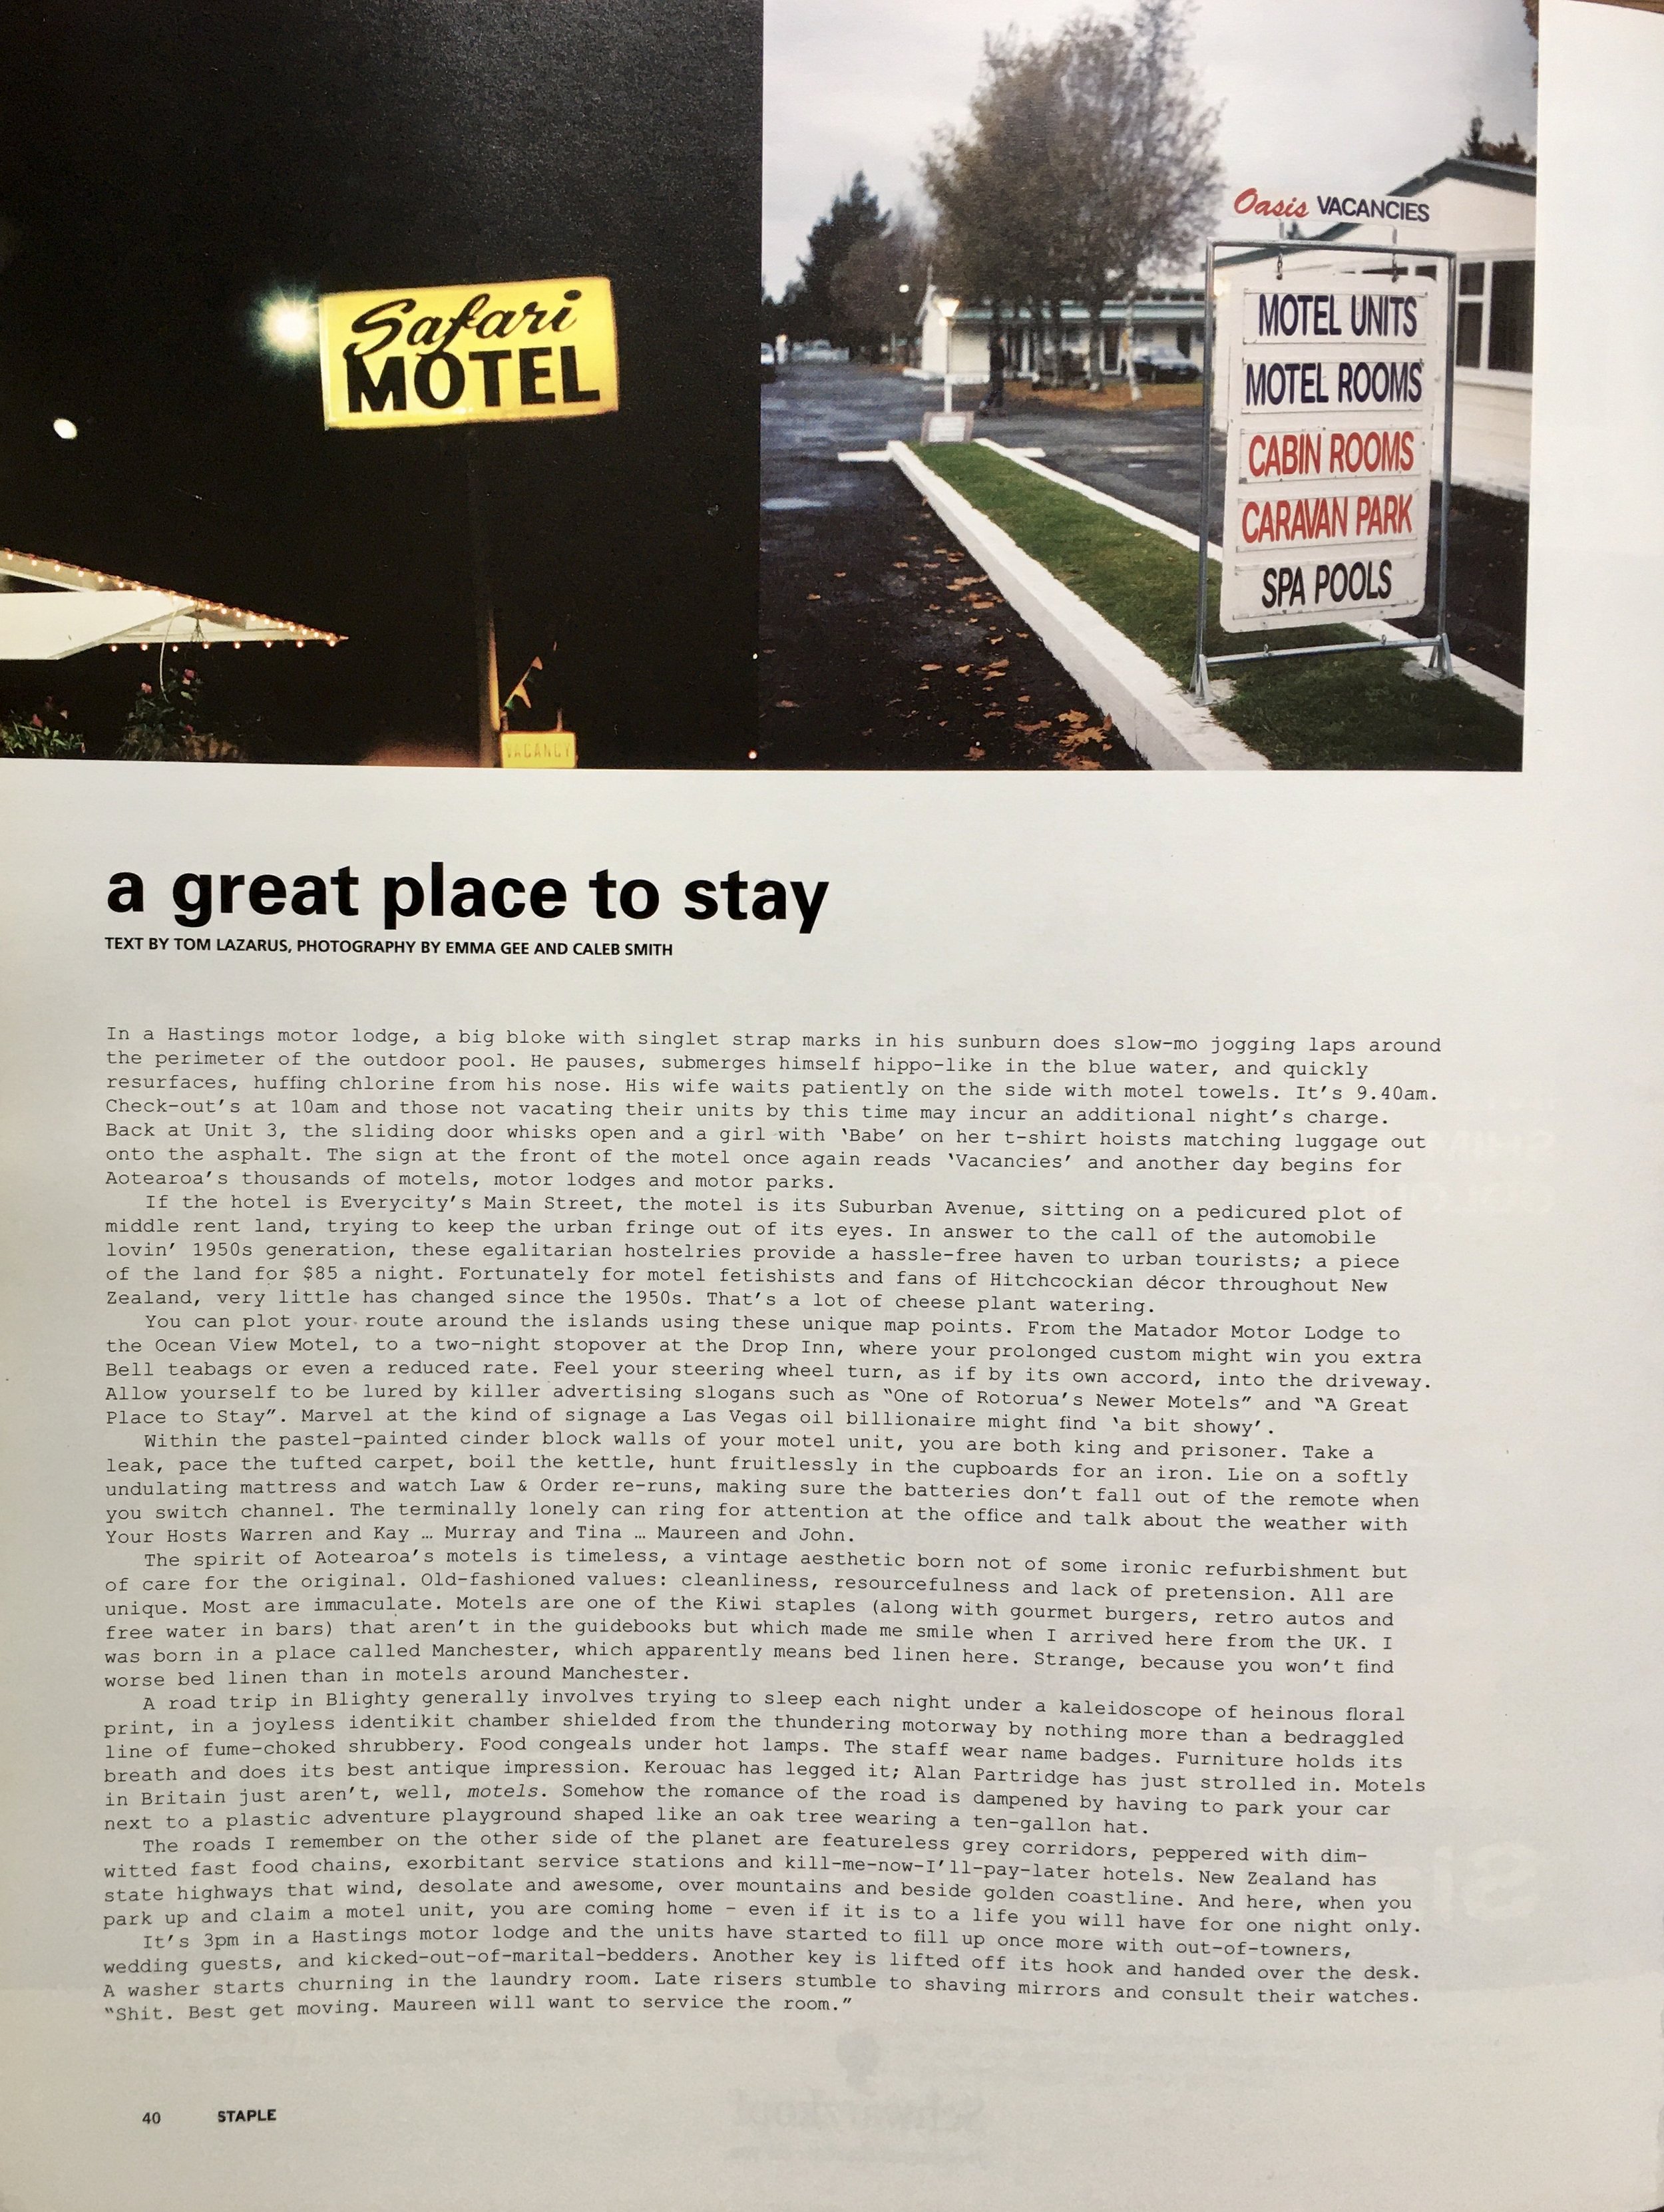 Safari
MOTEL
VACANCY
Oasis VACANCIES
MOTEL UNITS
MOTEL ROOMS
CABIN ROOMS
CARAVAN PARK
SPA POOLS
a great place to stay
TEXT BY TOM LAZARUS, PHOTOGRAPHY BY EMMA GEE AND CALEB SMITH
In a Hastings motor lodge, a big bloke with singlet strap marks in his sunburn does slow-mo jogging laps around
the perimeter of the outdoor pool. He pauses, submerges himself hippo-like in the blue water, and quickly
resurfaces, huffing chlorine from his nose. His wife waits patiently on the side with motel towels. It's 9.40am.
Check-out's at 10am and those not vacating their units by this time may incur an additional night's charge.
Back at Unit 3, the sliding door whisks open and a girl with ‘Babe’ on her t-shirt hoists matching luggage out
onto the asphalt. The sign at the front of the motel once again reads ‘Vacancies’ and another day begins for
Aotearoa's thousands of motels, motor lodges and motor parks.
If the hotel is Everycity's Main Street, the motel is its Suburban Avenue, sitting on a pedicured plot of
middle rent land, trying to keep the urban fringe out of its eyes. In answer to the call of the automobile
lovin' 1950s generation, these egalitarian hostelries provide a hassle-free haven to urban tourists; a piece
of the land for $85 a night. Fortunately for motel fetishists and fans of Hitchcockian décor throughout New
Zealand, very little has changed since the 1950s. That's a lot of cheese plant watering.
You can plot your route around the islands using these unique map points. From the Matador Motor Lodge to
the Ocean View Motel, to a two-night stopover at the Drop Inn, where your prolonged custom might win you extra
Bell teabags or even a reduced rate. Feel your steering wheel turn, as if by its own accord, into the driveway.
Allow yourself to be lured by killer advertising slogans such as “One of Rotorua's Newer Motels” and “A Great
Place to Stay”. Marvel at the kind of signage a Las Vegas oil billionaire might find ‘a bit showy’.
Within the pastel-painted cinder block walls of your motel unit, you are both king and prisoner. Take a
leak, pace the tufted carpet, boil the kettle, hunt fruitlessly in the cupboards for an iron. Lie on a softly
undulating mattress and watch Law & Order re-runs, making sure the batteries don't fall out of the remote when
you switch channel. The terminally lonely can ring for attention at the office and talk about the weather with
Your Hosts Warren and Kay … Murray and Tina … Maureen and John.
The spirit of Aotearoa's motels is timeless, a vintage aesthetic born not of some ironic refurbishment but
of care for the original. Old-fashioned values: cleanliness, resourcefulness and lack of pretension. All are
unique. Most are immaculate. Motels are one of the Kiwi staples (along with gourmet burgers, retro autos and
free water in bars) that aren't in the guidebooks but which made me smile when I arrived here from the UK. I
was born in a place called Manchester, which apparently means bed linen here. Strange, because you won't find
worse bed linen than in motels around Manchester.
A road trip in Blighty generally involves trying to sleep each night under a kaleidoscope of heinous floral
print, in a joyless identikit chamber shielded from the thundering motorway by nothing more than a bedraggled
line of fume-choked shrubbery. Food congeals under hot lamps. The staff wear name badges. Furniture holds its
breath and does its best antique impression. Kerouac has legged it; Alan Partridge has just strolled in. Motels
in Britain just aren't, well, motels. Somehow the romance of the road is dampened by having to park your car
next to a plastic adventure playground shaped like an oak tree wearing a ten-gallon hat.
The roads I remember on the other side of the planet are featureless grey corridors, peppered with dim-
witted fast food chains, exorbitant service stations and kill-me-now-I'll-pay-later hotels. New Zealand has
state highways that wind, desolate and awesome, over mountains and beside golden coastline. And here, when you
park up and claim a motel unit, you are coming home – even if it is to a life you will have for one night only.
It's 3pm in a Hastings motor lodge and the units have started to fill up once more with out-of-towners,
wedding guests, and kicked-out-of-marital-bedders. Another key is lifted off its hook and handed over the desk.
A washer starts churning in the laundry room. Late risers stumble to shaving mirrors and consult their watches.
“Shit. Best get moving. Maureen will want to service the room.”
40 STAPLE